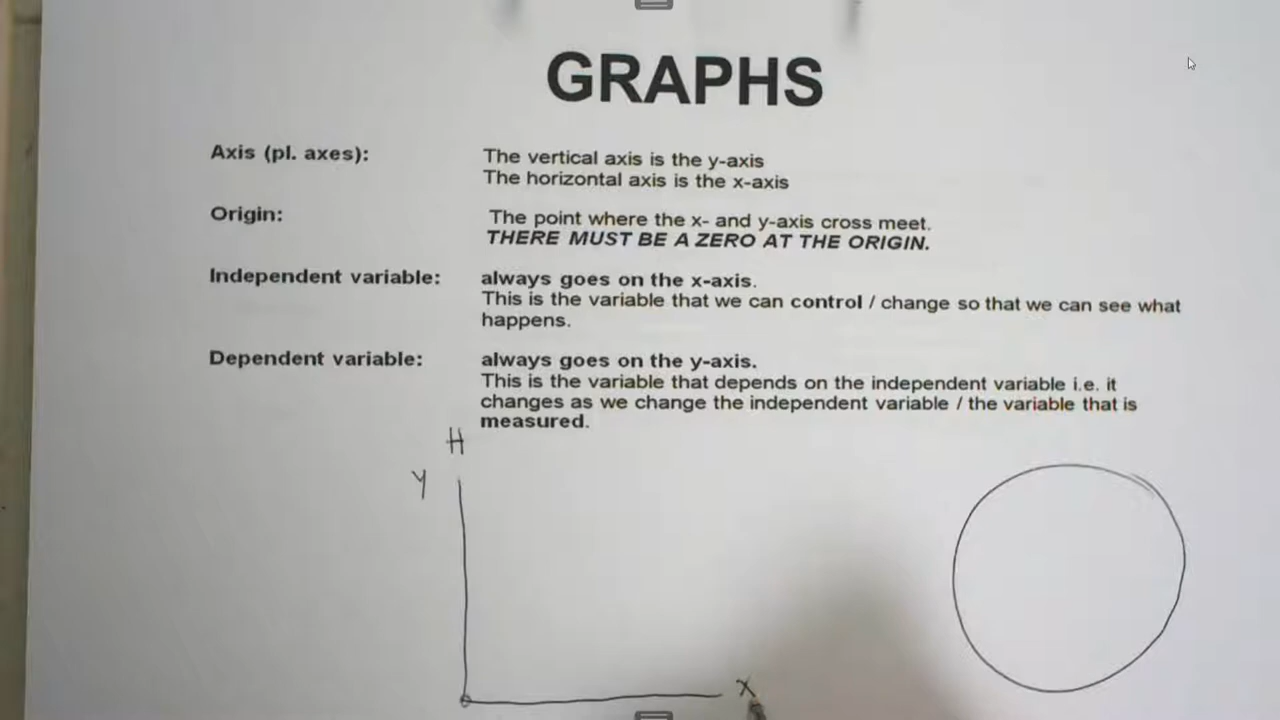 GRAPHS
Axis (pl. axes): The vertical axis is the y-axis
The horizontal axis is the x-axis
Origin: The point where the x- and y-axis cross meet.
THERE MUST BE A ZERO AT THE ORIGIN.
Independent variable: always goes on the x-axis.
This is the variable that we can control / change so that we can see what
happens.
Dependent variable: always goes on the y-axis.
This is the variable that depends on the independent variable i.e. it
changes as we change the independent variable / the variable that is
measured.
H
Y
X